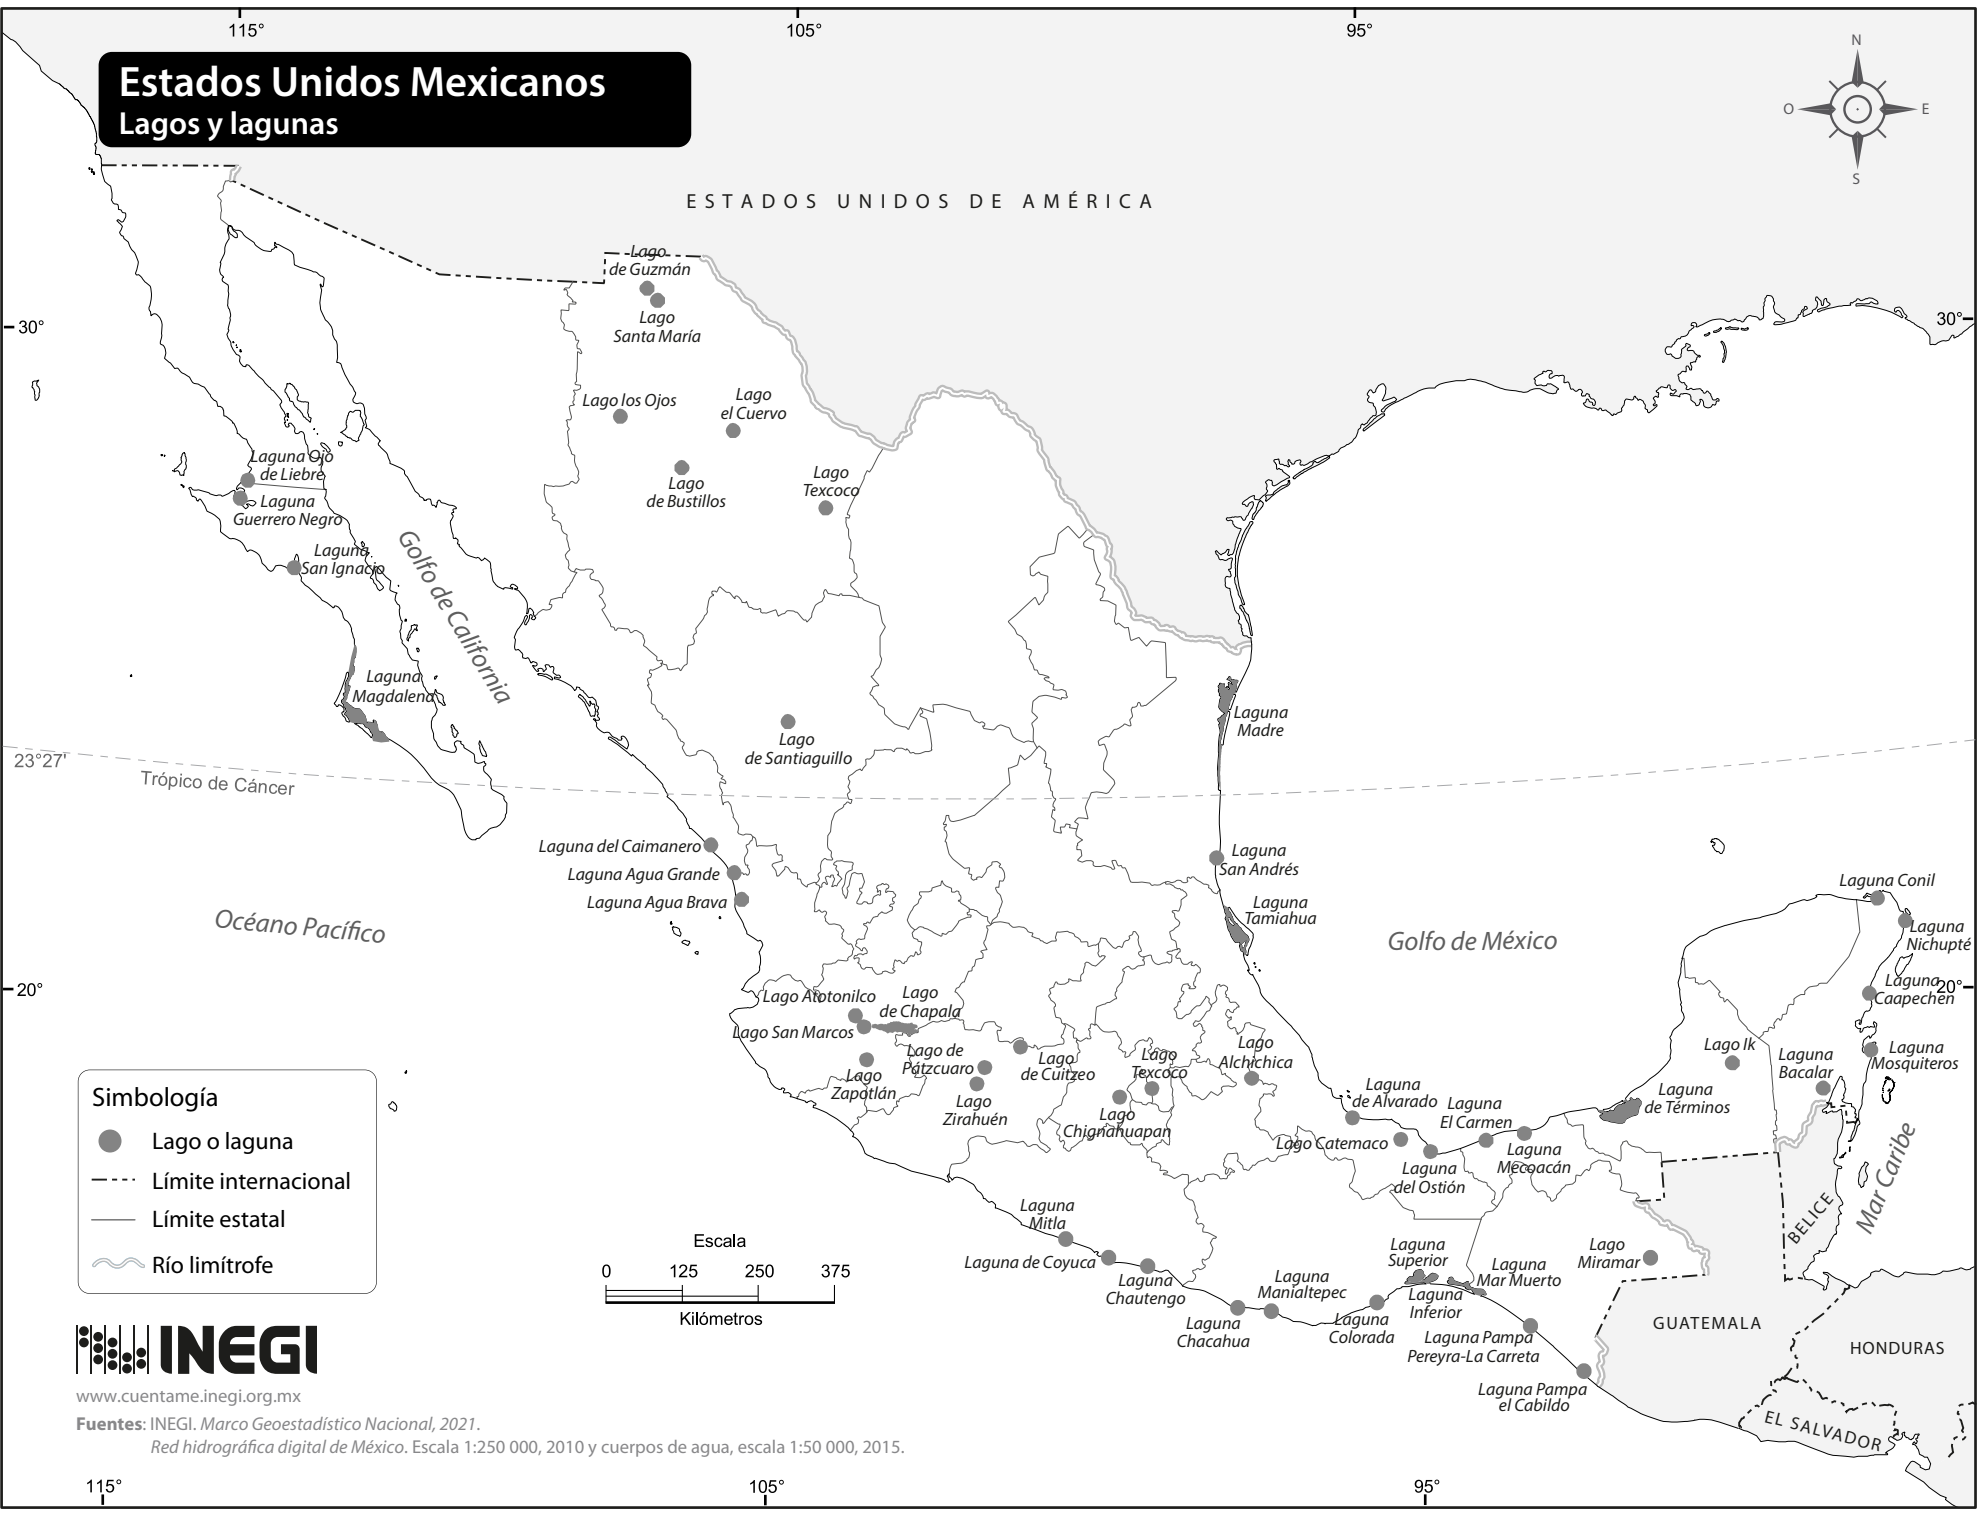 115°
105°
95°
Estados Unidos Mexicanos
Lagos y lagunas
N
O
E
S
ESTADOS UNIDOS DE AMÉRICA
Lago
de Guzmán
Lago
Santa María
30°
30°
Lago los Ojos
Lago
el Cuervo
Laguna Ojo
de Liebre
Laguna
Guerrero Negro
Lago
de Bustillos
Lago
Texcoco
Laguna
San Ignacio
Golfo de California
Laguna
Magdalena
Laguna
Madre
Lago
de Santiaguillo
23°27'
Trópico de Cáncer
Laguna del Caimanero
Laguna Agua Grande
Laguna Agua Brava
Laguna
San Andrés
Laguna
Tamiahua
Océano Pacífico
Golfo de México
Laguna Conil
Laguna
Nichupté
Laguna
Caapechen
20°
20°
Lago Atotonilco
Lago
de Chapala
Lago San Marcos
Lago
Zapotlán
Lago de
Pátzcuaro
Lago
Zirahuén
Lago
de Cuitzeo
Lago
Texcoco
Lago
Chignahuapan
Lago
Alchichica
Lago Ik
Laguna
Bacalar
Laguna
Mosquiteros
Laguna
de Términos
Laguna
de Alvarado
Laguna
El Carmen
Lago Catemaco
Laguna
del Ostión
Laguna
Mecoacán
Mar Caribe
BELICE
Laguna
Mitla
Laguna de Coyuca
Laguna
Chautengo
Laguna
Chacahua
Laguna
Manialtepec
Laguna
Colorada
Laguna
Superior
Laguna
Inferior
Laguna
Mar Muerto
Lago
Miramar
Laguna Pampa
Pereyra-La Carreta
Laguna Pampa
el Cabildo
GUATEMALA
HONDURAS
EL SALVADOR
Simbología
Lago o laguna
Límite internacional
Límite estatal
Río limítrofe
Escala
0 125 250 375
Kilómetros
INEGI
www.cuentame.inegi.org.mx
Fuentes: INEGI. Marco Geoestadístico Nacional, 2021.
Red hidrográfica digital de México. Escala 1:250 000, 2010 y cuerpos de agua, escala 1:50 000, 2015.
115°
105°
95°